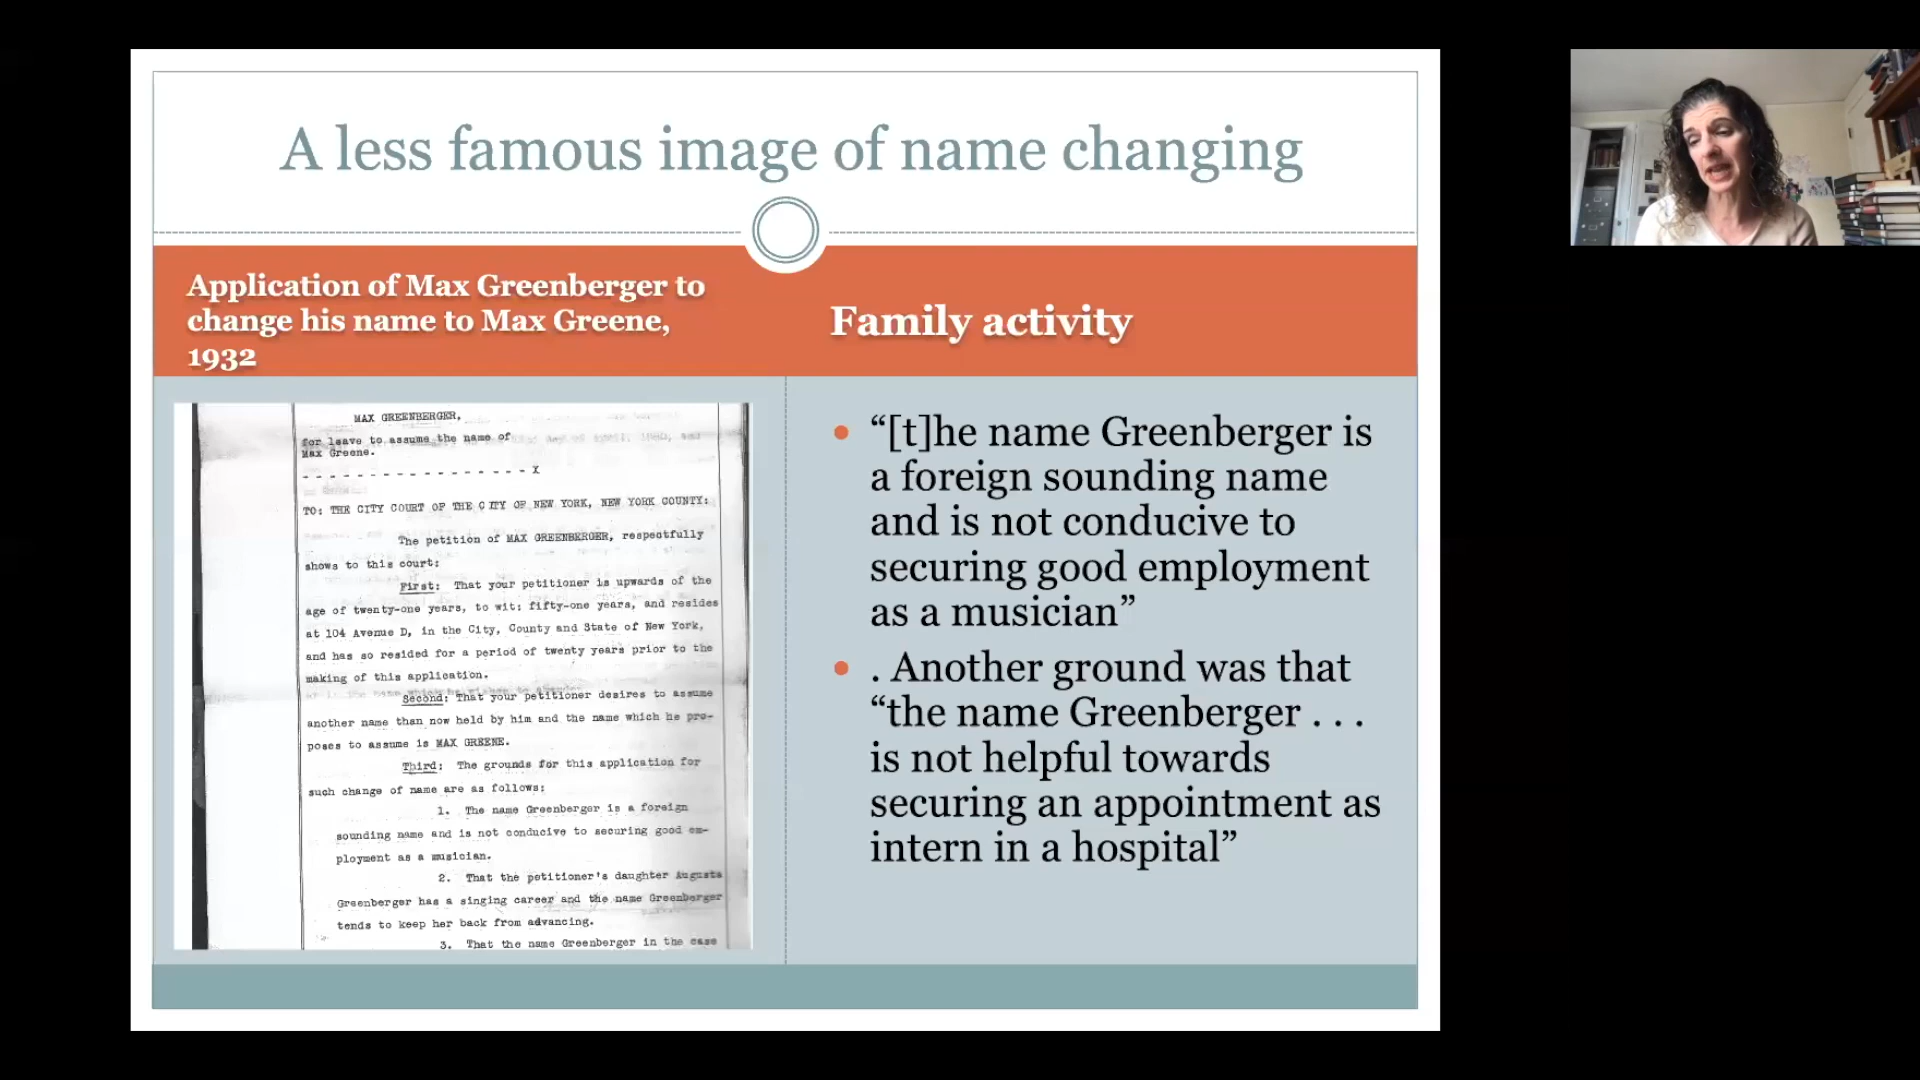 A less famous image of name changing
Application of Max Greenberger to
change his name to Max Greene,
1932
Family activity
MAX GREENBERGER,
for leave to assume the name of
Max Greene.
- - - - - - - - - - - - - - - - - X
TO: THE CITY COURT OF THE CITY OF NEW YORK, NEW YORK COUNTY:
The petition of MAX GREENBERGER, respectfully
shows to this court:
First: That your petitioner is upwards of the
age of twenty-one years, to wit: fifty-one years, and resides
at 104 Avenue D, in the City, County and State of New York,
and has so resided for a period of twenty years prior to the
making of this application.
Second: That your petitioner desires to assume
another name than now held by him and the name which he pro-
poses to assume is MAX GREENE.
Third: The grounds for this application for
such change of name are as follows:
1. The name Greenberger is a foreign
sounding name and is not conducive to securing good em-
ployment as a musician.
2. That the petitioner's daughter Augusta
Greenberger has a singing career and the name Greenberger
tends to keep her back from advancing.
3. That the name Greenberger in the case
• “[t]he name Greenberger is
a foreign sounding name
and is not conducive to
securing good employment
as a musician”
• . Another ground was that
“the name Greenberger . . .
is not helpful towards
securing an appointment as
intern in a hospital”